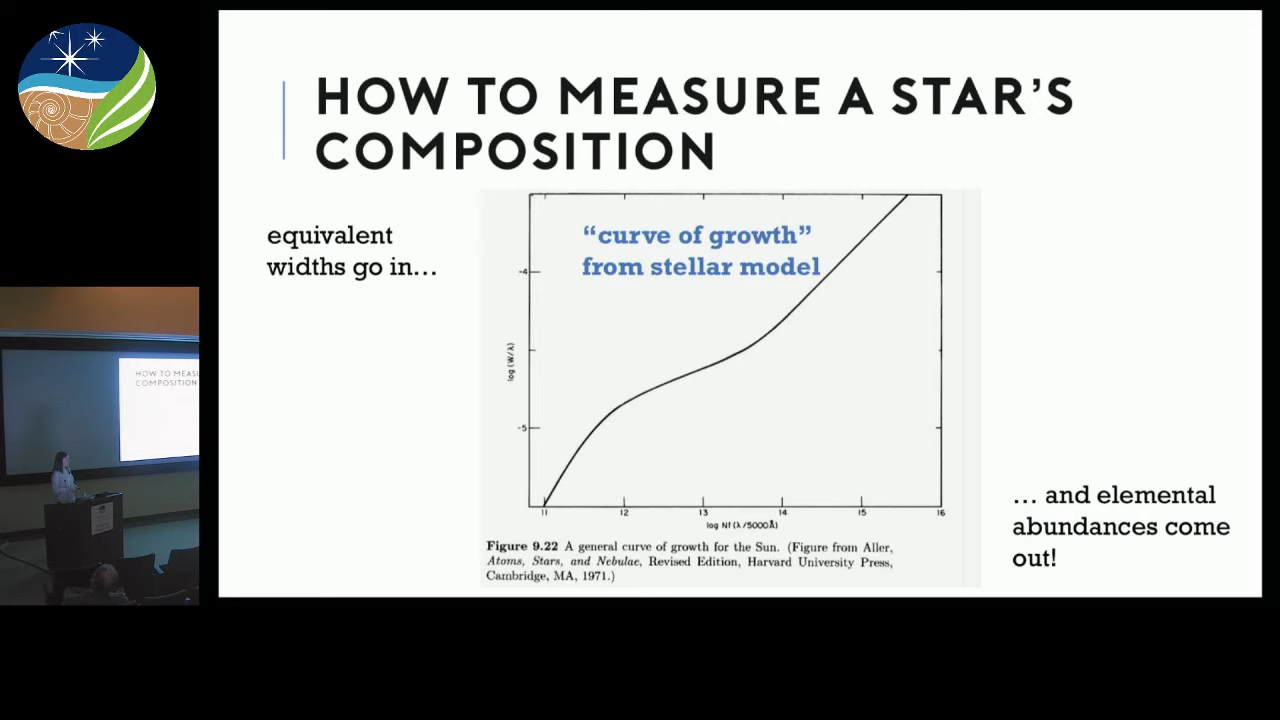 HOW TO MEASURE A STAR'S
COMPOSITION
equivalent
widths go in...
"curve of growth"
from stellar model
-4
-5
log (W/λ)
11 12 13 14 15 16
log Nf (λ/5000Å)
Figure 9.22 A general curve of growth for the Sun. (Figure from Aller,
Atoms, Stars, and Nebulae, Revised Edition, Harvard University Press,
Cambridge, MA, 1971.)
... and elemental
abundances come
out!
HOW TO MEASU
COMPOSITION